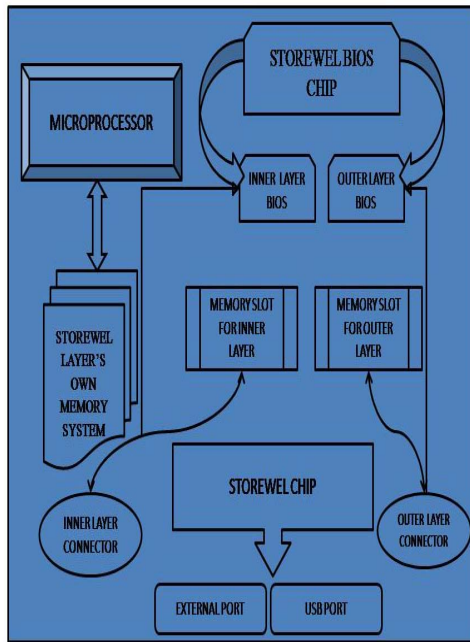 STOREWEL BIOS
CHIP
MICROPROCESSOR
INNER LAYER
BIOS
OUTER LAYER
BIOS
MEMORY SLOT
FOR INNER
LAYER
MEMORY SLOT
FOR OUTER
LAYER
STOREWEL
LAYER'S
OWN
MEMORY
SYSTEM
STOREWEL CHIP
INNER LAYER
CONNECTOR
OUTER LAYER
CONNECTOR
EXTERNAL PORT
USB PORT